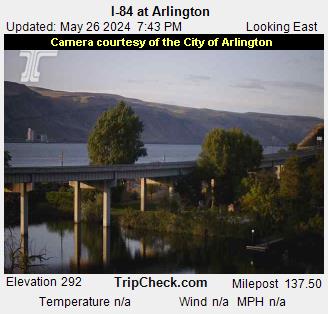 I-84 at Arlington
Updated: May 26 2024 7:43 PM Looking East
Camera courtesy of the City of Arlington
Elevation 292 TripCheck.com Milepost 137.50
Temperature n/a Wind n/a MPH n/a